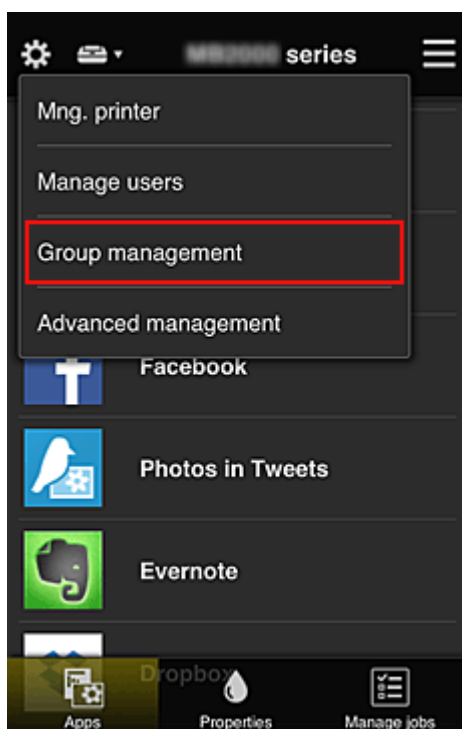 series
Mng. printer
Manage users
Group management
Advanced management
Facebook
Photos in Tweets
Evernote
Dropbox
Apps
Properties
Manage jobs